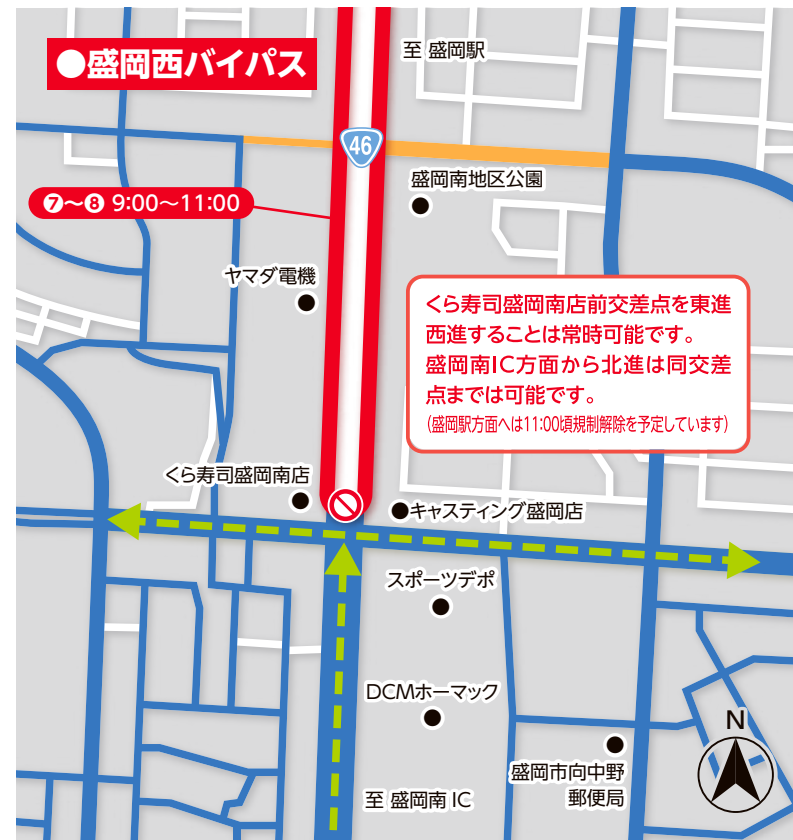 ●盛岡西バイパス
至 盛岡駅
46
盛岡南地区公園
❼～❽ 9:00～11:00
ヤマダ電機
くら寿司盛岡南店前交差点を東進
西進することは常時可能です。
盛岡南IC方面から北進は同交差
点までは可能です。
(盛岡駅方面へは11:00頃規制解除を予定しています)
くら寿司盛岡南店
キャスティング盛岡店
スポーツデポ
DCMホーマック
N
盛岡市向中野
郵便局
至 盛岡南 IC